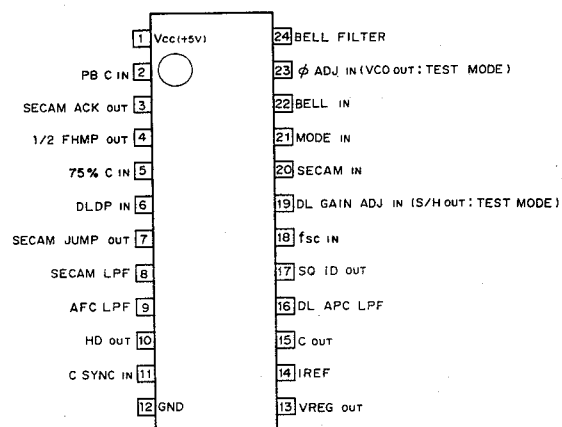 1 Vcc (+5V)
PB C IN 2
SECAM ACK OUT 3
1/2 FHMP OUT 4
75% C IN 5
DLDP IN 6
SECAM JUMP OUT 7
SECAM LPF 8
AFC LPF 9
HD OUT 10
C SYNC IN 11
12 GND
24 BELL FILTER
23 ϕ ADJ IN (VCO OUT : TEST MODE)
22 BELL IN
21 MODE IN
20 SECAM IN
19 DL GAIN ADJ IN (S/H OUT : TEST MODE)
18 fsc IN
17 SQ ID OUT
16 DL APC LPF
15 C OUT
14 IREF
13 VREG OUT